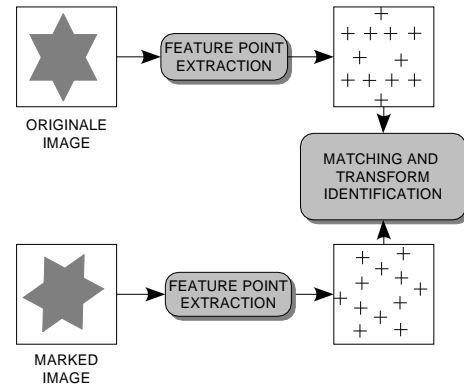 FEATURE POINT
EXTRACTION
ORIGINALE
IMAGE
MATCHING AND
TRANSFORM
IDENTIFICATION
FEATURE POINT
EXTRACTION
MARKED
IMAGE